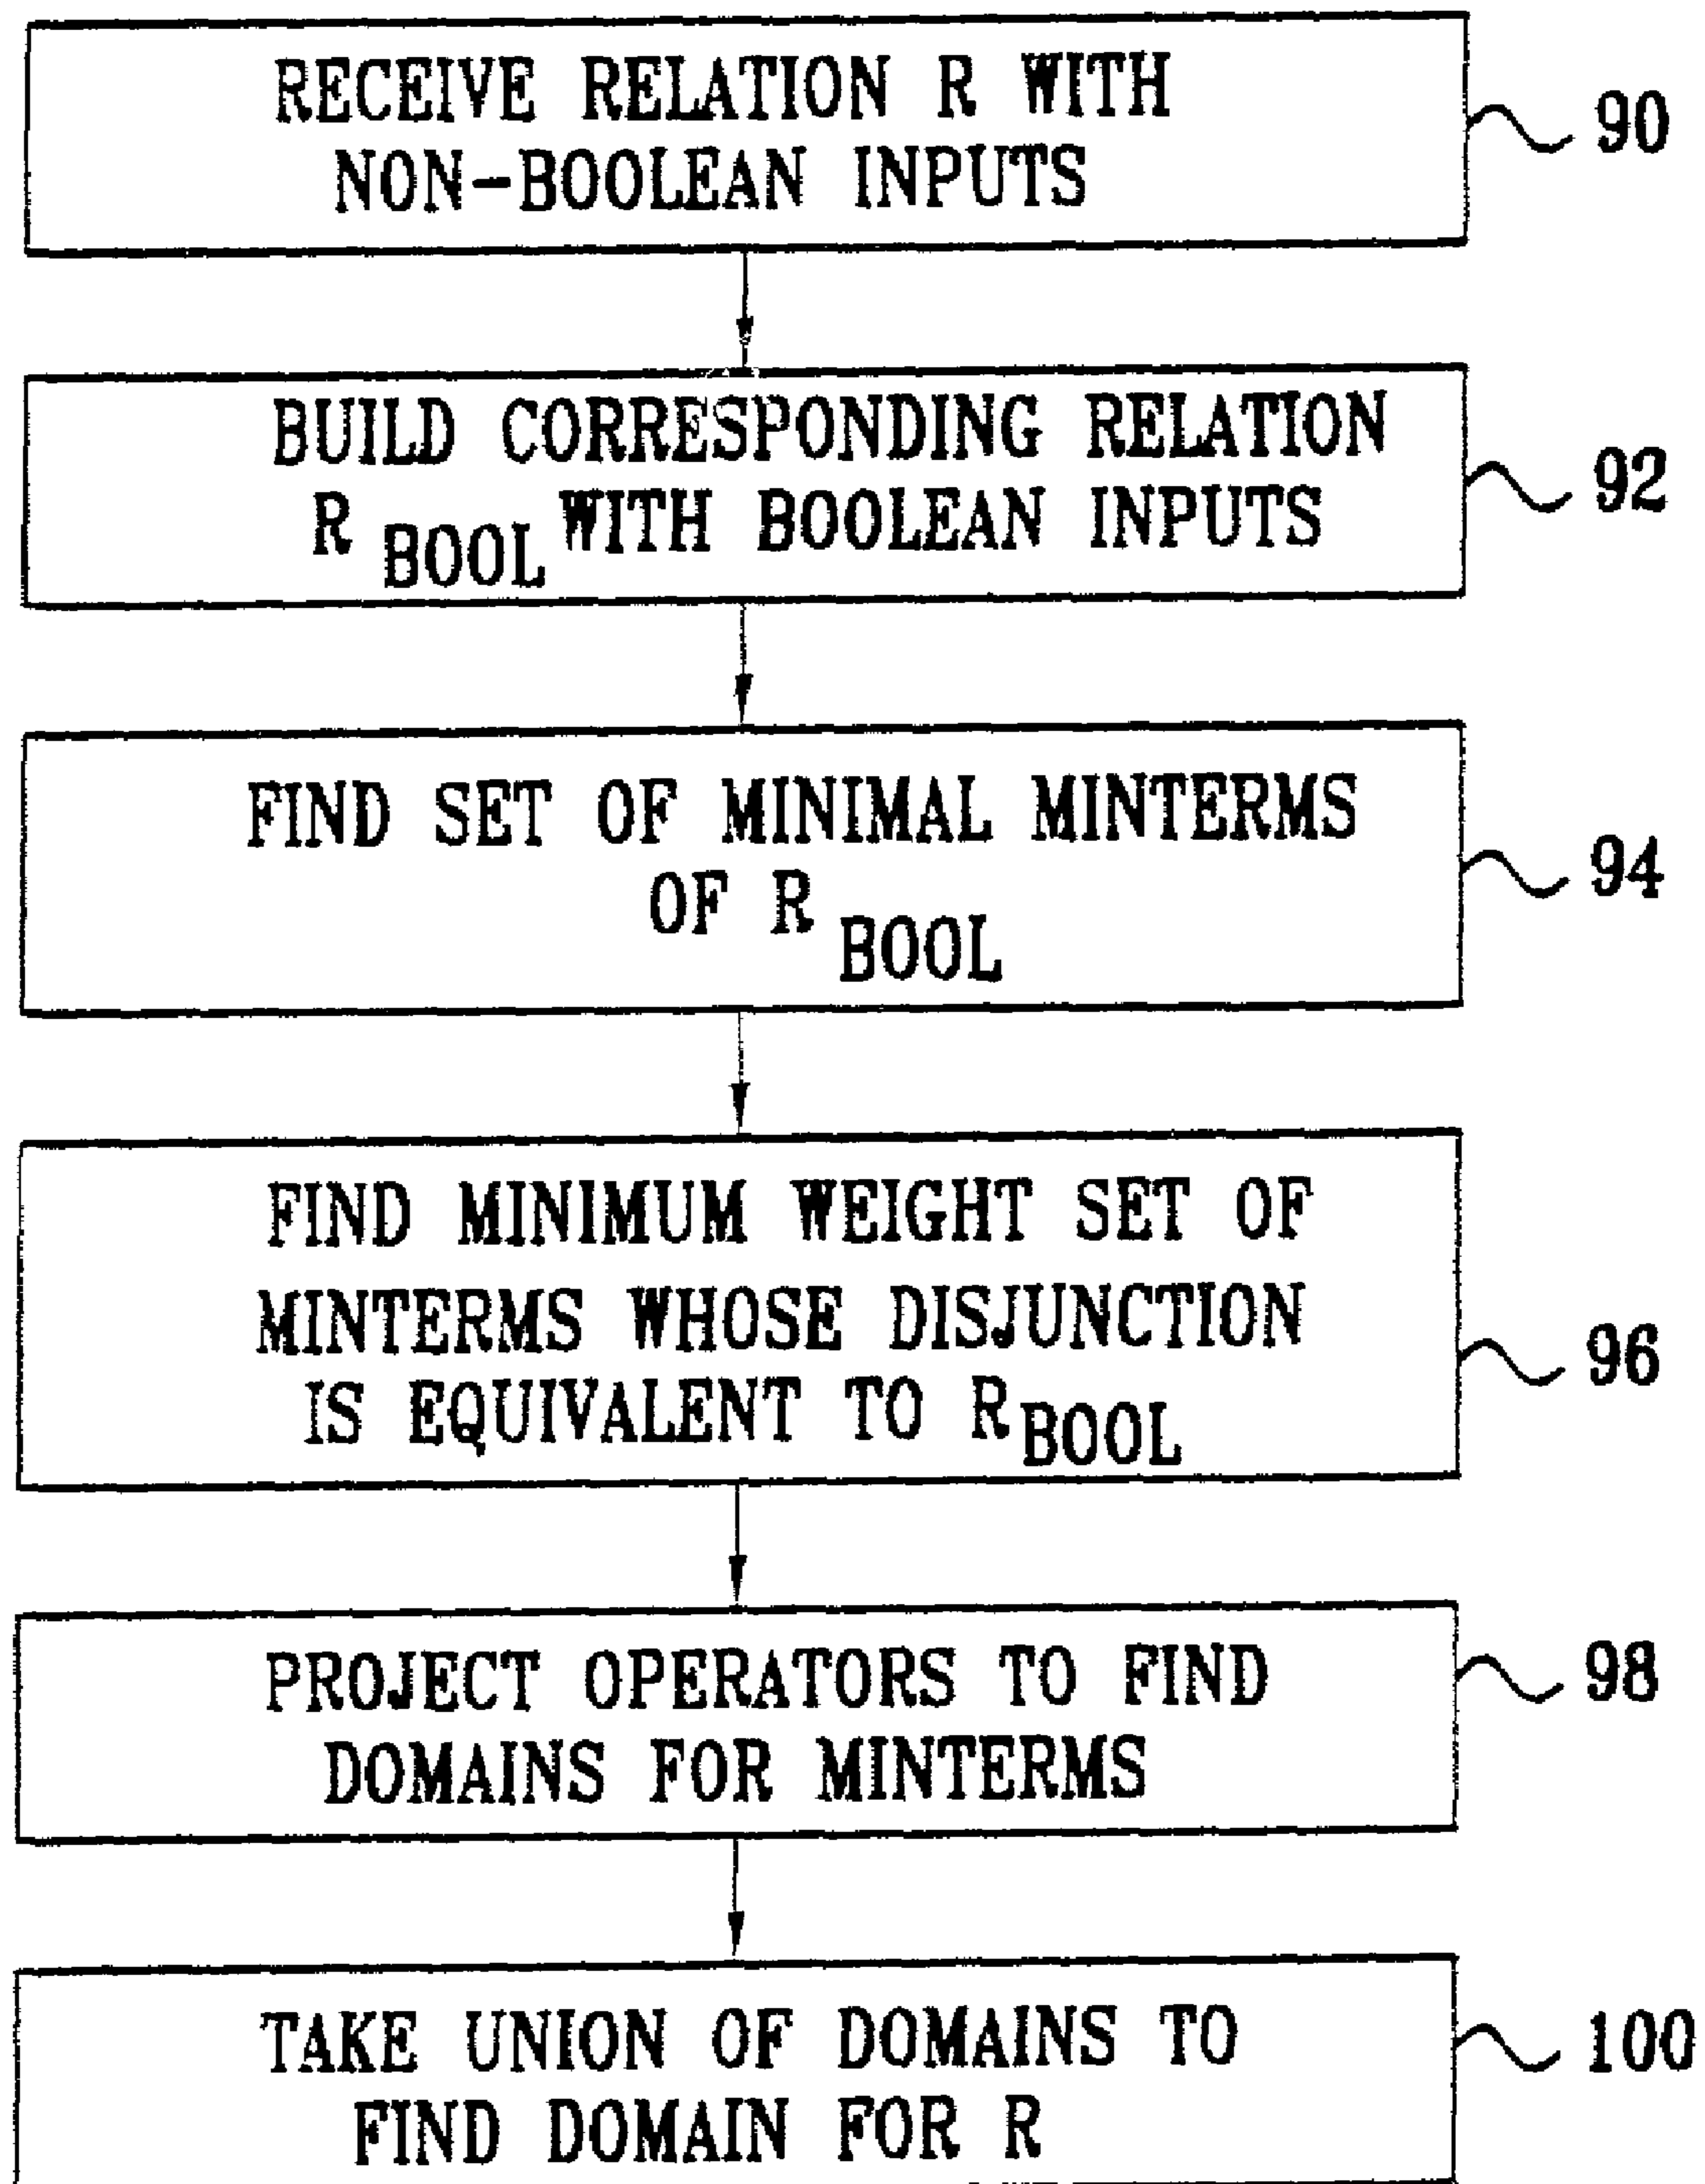 RECEIVE RELATION R WITH
NON-BOOLEAN INPUTS
90
BUILD CORRESPONDING RELATION
R BOOL WITH BOOLEAN INPUTS
92
FIND SET OF MINIMAL MINTERMS
OF R BOOL
94
FIND MINIMUM WEIGHT SET OF
MINTERMS WHOSE DISJUNCTION
IS EQUIVALENT TO R BOOL
96
PROJECT OPERATORS TO FIND
DOMAINS FOR MINTERMS
98
TAKE UNION OF DOMAINS TO
FIND DOMAIN FOR R
100